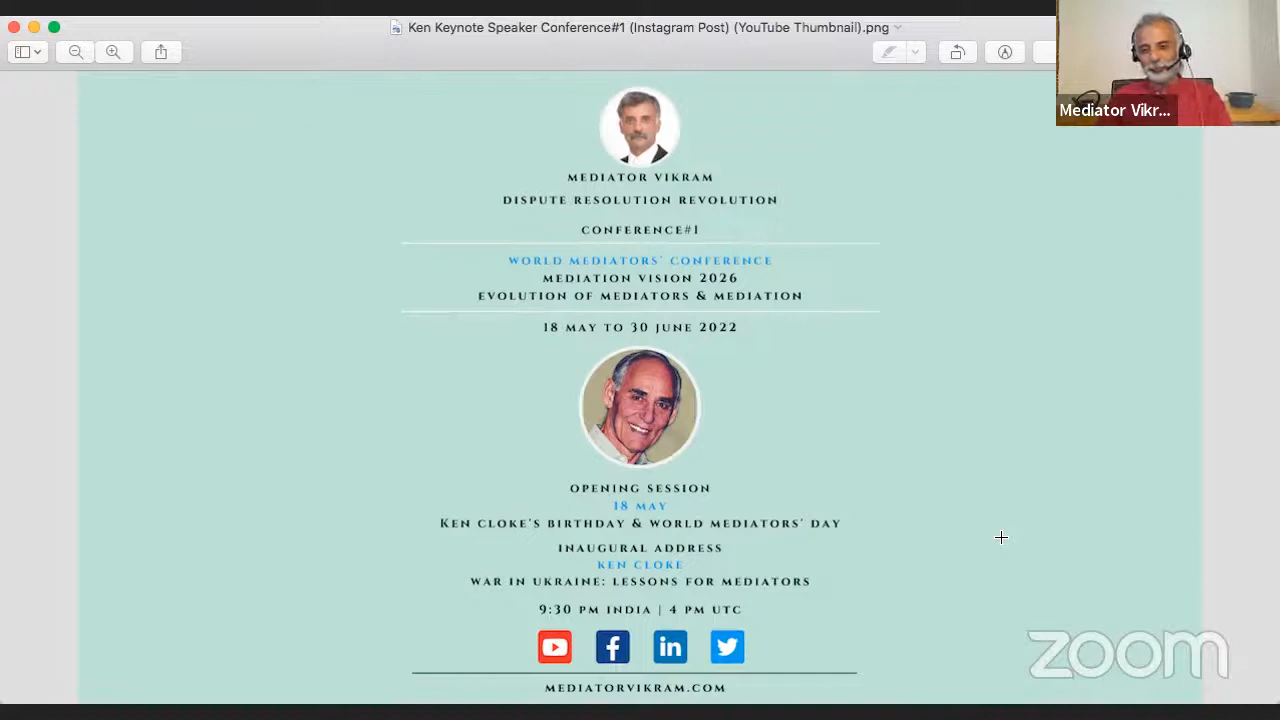 Ken Keynote Speaker Conference#1 (Instagram Post) (YouTube Thumbnail).png
Mediator Vikr...
MEDIATOR VIKRAM
DISPUTE RESOLUTION REVOLUTION
CONFERENCE#1
WORLD MEDIATORS' CONFERENCE
MEDIATION VISION 2026
EVOLUTION OF MEDIATORS & MEDIATION
18 MAY TO 30 JUNE 2022
OPENING SESSION
18 MAY
KEN CLOKE'S BIRTHDAY & WORLD MEDIATORS' DAY
INAUGURAL ADDRESS
KEN CLOKE
WAR IN UKRAINE: LESSONS FOR MEDIATORS
9:30 PM INDIA | 4 PM UTC
in
zoom
MEDIATORVIKRAM.COM